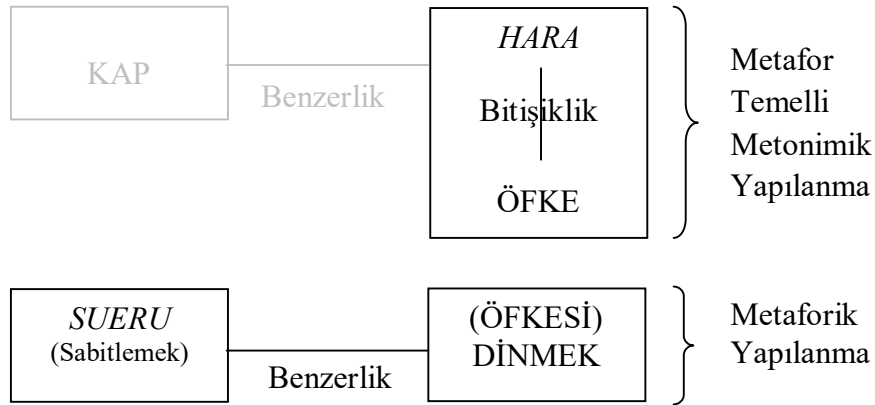 KAP
Benzerlik
HARA
Bitişiklik
ÖFKE
Metafor
Temelli
Metonimik
Yapılanma
SUERU
(Sabitlemek)
Benzerlik
(ÖFKESİ)
DİNMEK
Metaforik
Yapılanma